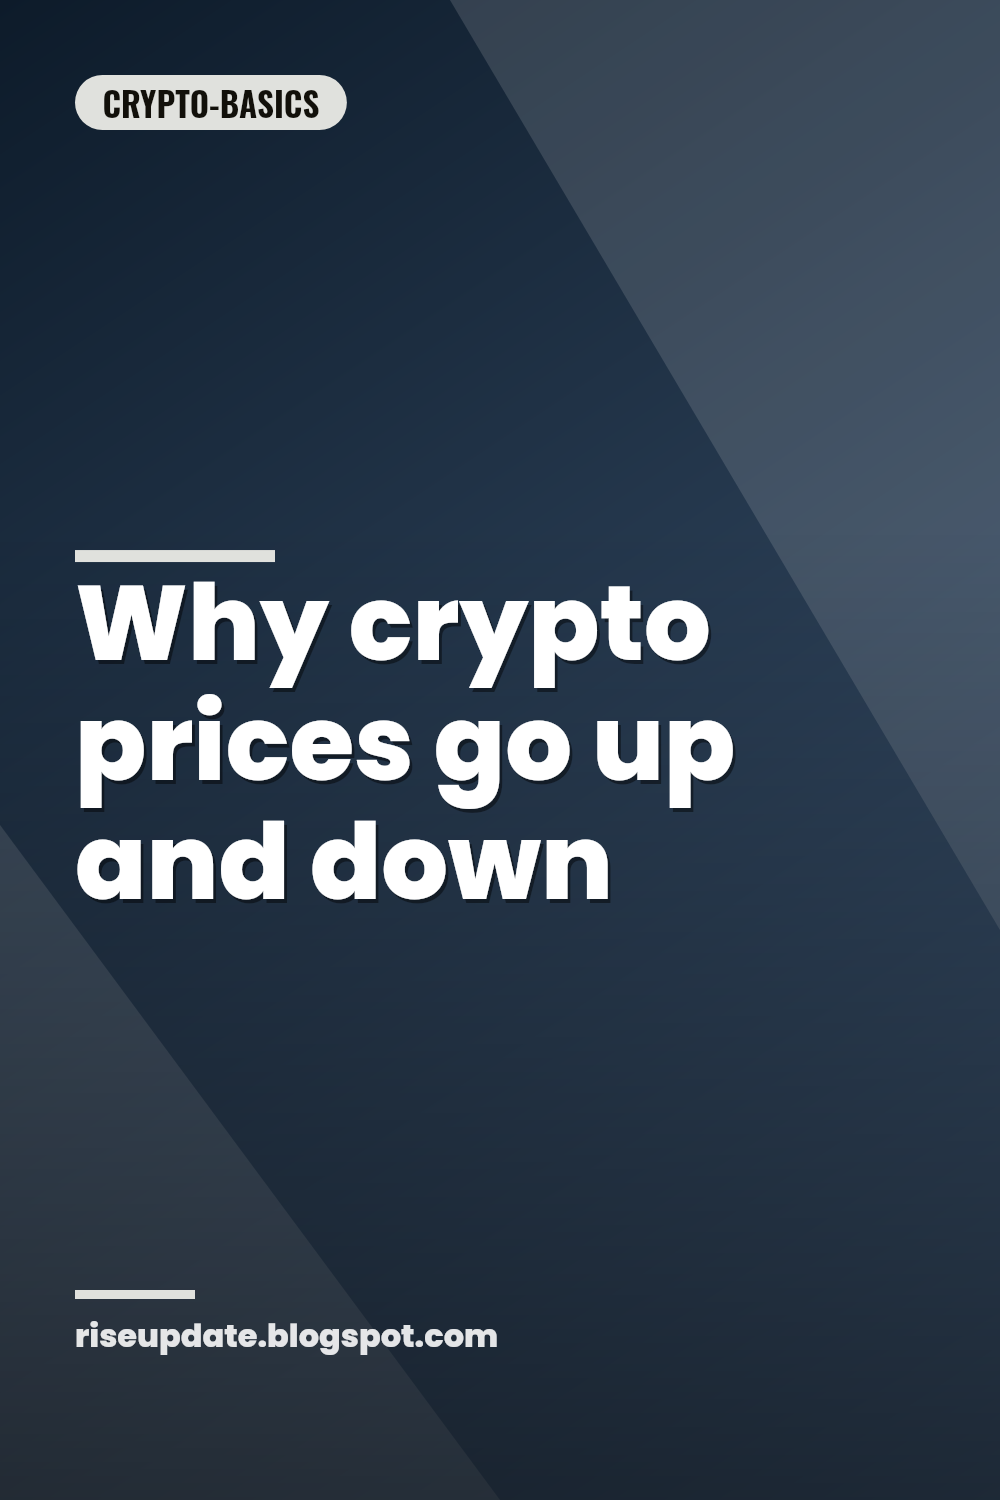 CRYPTO-BASICS
Why crypto
prices go up
and down
riseupdate.blogspot.com